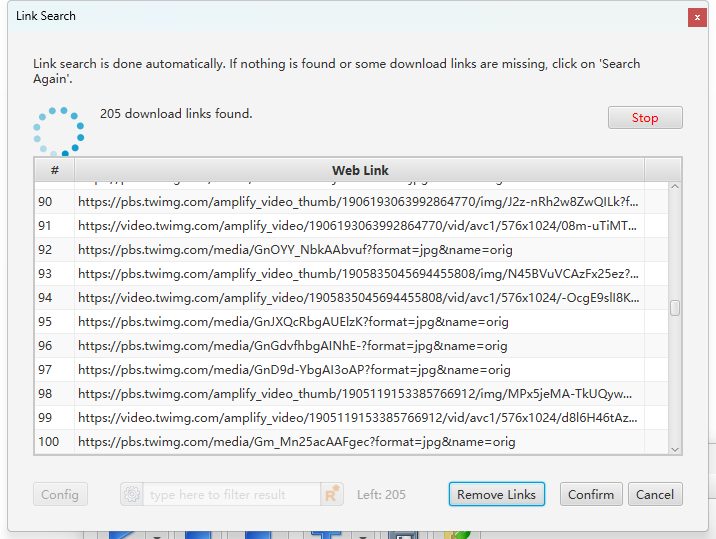 Link Search
x
Link search is done automatically. If nothing is found or some download links are missing, click on 'Search
Again'.
205 download links found.
Stop
# Web Link
90 https://pbs.twimg.com/amplify_video_thumb/1906193063992864770/img/J2z-nRh2w8ZwQILk?f...
91 https://video.twimg.com/amplify_video/1906193063992864770/vid/avc1/576x1024/08m-uTiMT...
92 https://pbs.twimg.com/media/GnOYY_NbkAAbvuf?format=jpg&name=orig
93 https://pbs.twimg.com/amplify_video_thumb/1905835045694455808/img/N45BVuVCAzFx25ez?...
94 https://video.twimg.com/amplify_video/1905835045694455808/vid/avc1/576x1024/-OcgE9slI8K...
95 https://pbs.twimg.com/media/GnJXQcRbgAUElzK?format=jpg&name=orig
96 https://pbs.twimg.com/media/GnGdvfhbgAINhE-?format=jpg&name=orig
97 https://pbs.twimg.com/media/GnD9d-YbgAI3oAP?format=jpg&name=orig
98 https://pbs.twimg.com/amplify_video_thumb/1905119153385766912/img/MPx5jeMA-TkUQyw...
99 https://video.twimg.com/amplify_video/1905119153385766912/vid/avc1/576x1024/d8l6H46tAz...
100 https://pbs.twimg.com/media/Gm_Mn25acAAFgec?format=jpg&name=orig
Config type here to filter result R* Left: 205 Remove Links Confirm Cancel